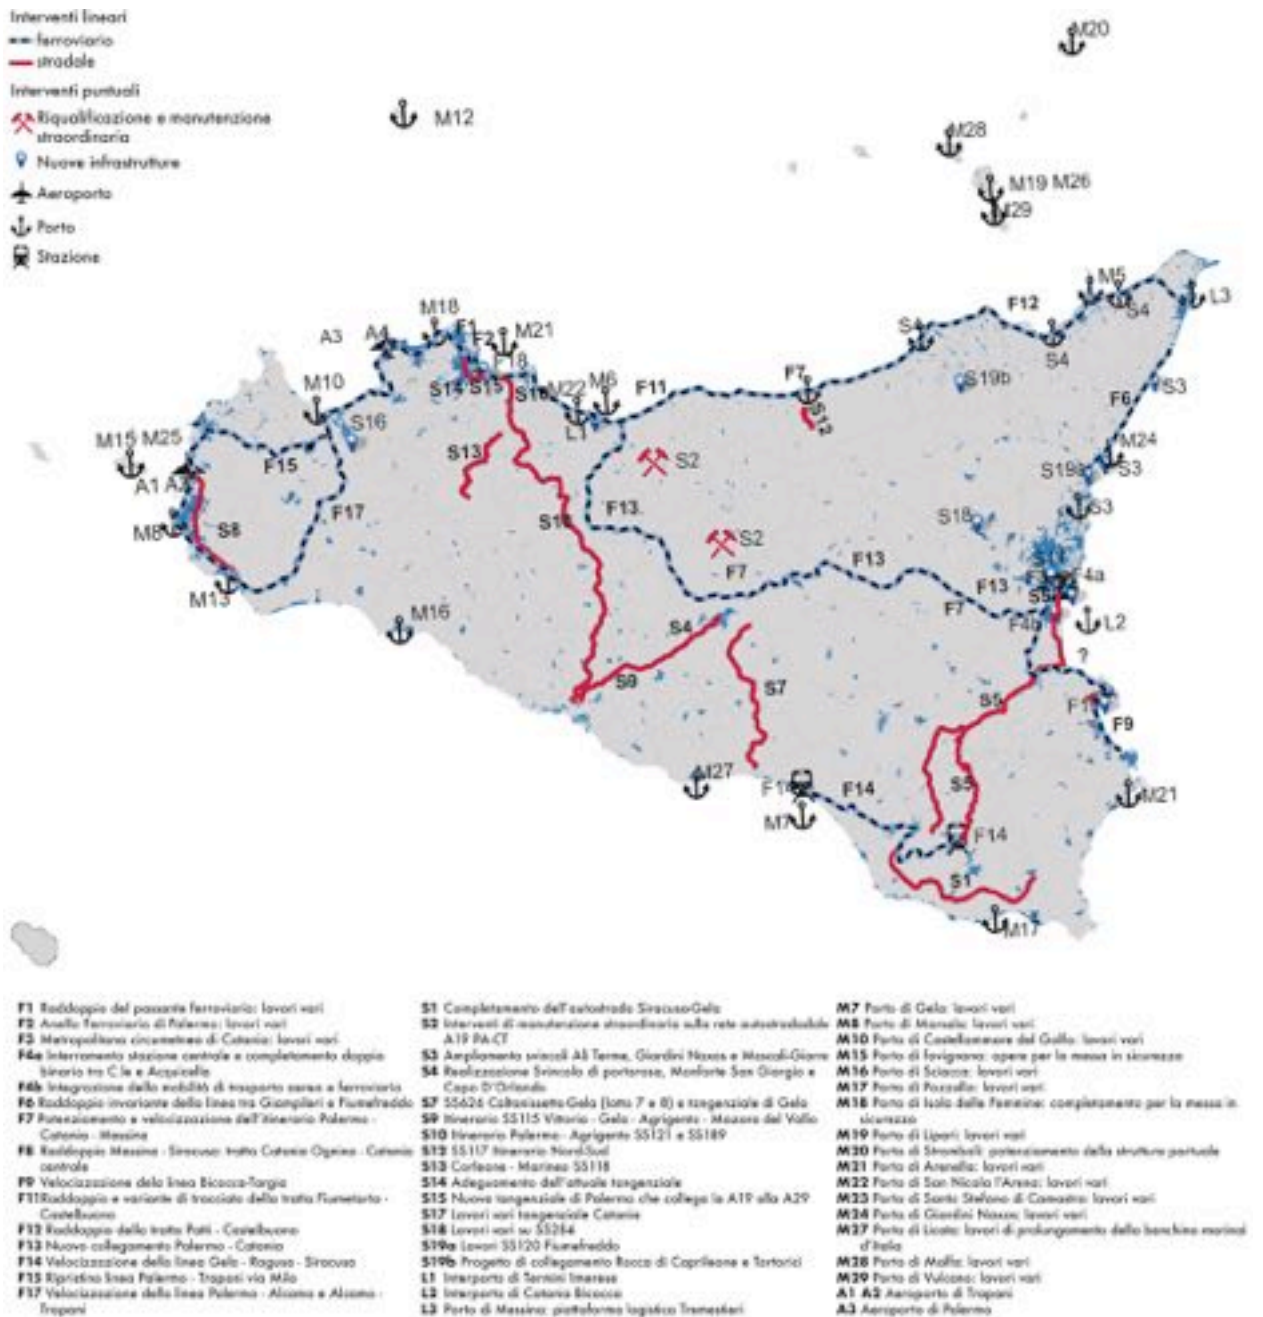 Interventi lineari
ferroviario
stradale
Interventi puntuali
Riqualificazione e manutenzione
straordinaria
Nuove infrastrutture
Aeroporto
Porto
Stazione
M20
M12
M28
M19 M26
M29
M5
L3
S4
F12
S4
S4
M18
A3
A4
F1
F2
M21
F18
S14
S15
M22
M6
F11
F7
S12
S19b
S3
F6
M10
S16
L1
M15 M25
A1
F15
S13
S2
M24
S19a
S3
M8
S8
F17
S10
F13
S18
S3
S2
F13
F7
F13
F4a
M13
F7
F4b
L2
M16
S4
S9
S7
?
S9
F9
M27
F14
F14
S5
M21
M7
F14
S1
M17
F1 Raddoppio del passante ferroviario: lavori vari
F2 Anello Ferroviario di Palermo: lavori vari
F3 Metropolitana circumetnea di Catania: lavori vari
F4a Interramento stazione centrale e completamento doppio
binario tra C.le e Acquicella
F4b Integrazione della mobilità di trasporto aereo e ferroviario
F6 Raddoppio invariante della linea tra Giampileri e Fiumefreddo
F7 Potenziamento e velocizzazione dell'itinerario Palermo -
Catania - Messina
F8 Raddoppio Messina - Siracusa: tratta Catania Ognina - Catania
centrale
F9 Velocizzazione dela linea Bicocca-Targia
F11 Raddoppio e variante di tracciato della tratta Fiumetorto -
Castelbuono
F12 Raddoppio della tratta Patti - Castelbuono
F13 Nuovo collegamento Palermo - Catania
F14 Velocizzazione della linea Gela - Ragusa - Siracusa
F15 Ripristino linea Palermo - Trapani via Milo
F17 Velocizzazione della linea Palermo - Alcamo e Alcamo -
Trapani
S1 Completamento dell'autostrada Siracusa-Gela
S2 Interventi di manutenzione straordinaria sulla rete autostradale
A19 PA-CT
S3 Ampliamento svincoli Alì Terme, Giardini Naxos e Mascali-Giarre
S4 Realizzazione Svincolo di portorosa, Monforte San Giorgio e
Capo D'Orlando
S7 SS626 Caltanissetta-Gela (lotto 7 e 8) e tangenziale di Gela
S9 Itinerario SS115 Vittoria - Gela - Agrigento - Mazara del Vallo
S10 Itinerario Palermo - Agrigento SS121 e SS189
S12 SS117 Itinerario Nord-Sud
S13 Corleone - Marineo SS118
S14 Adeguamento dell'attuale tangenziale
S15 Nuova tangenziale di Palermo che collega la A19 alla A29
S17 Lavori vari tangenziale Catania
S18 Lavori vari su SS284
S19a Lavori SS120 Fiumefreddo
S19b Progetto di collegamento Rocca di Caprileone e Tortorici
L1 Interporto di Termini Imerese
L2 Interporto di Catania Bicocca
L3 Porto di Messina: piattaforma logistica Tremestieri
M7 Porto di Gela: lavori vari
M8 Porto di Marsala: lavori vari
M10 Porto di Castellammare del Golfo: lavori vari
M15 Porto di favignana: opere per la messa in sicurezza
M16 Porto di Sciacca: lavori vari
M17 Porto di Pozzallo: lavori vari
M18 Porto di Isola delle Femmine: completamento per la messa in
sicurezza
M19 Porto di Lipari: lavori vari
M20 Porto di Stromboli: potenziamento della struttura portuale
M21 Porto di Arenella: lavori vari
M22 Porto di San Nicola l'Arena: lavori vari
M23 Porto di Santo Stefano di Camastra: lavori vari
M24 Porto di Giardini Naxos: lavori vari
M27 Porto di Licata: lavori di prolungamento della banchina marinai
d'Italia
M28 Porto di Malfa: lavori vari
M29 Porto di Vulcano: lavori vari
A1 A2 Aeroporto di Trapani
A3 Aeroporto di Palermo